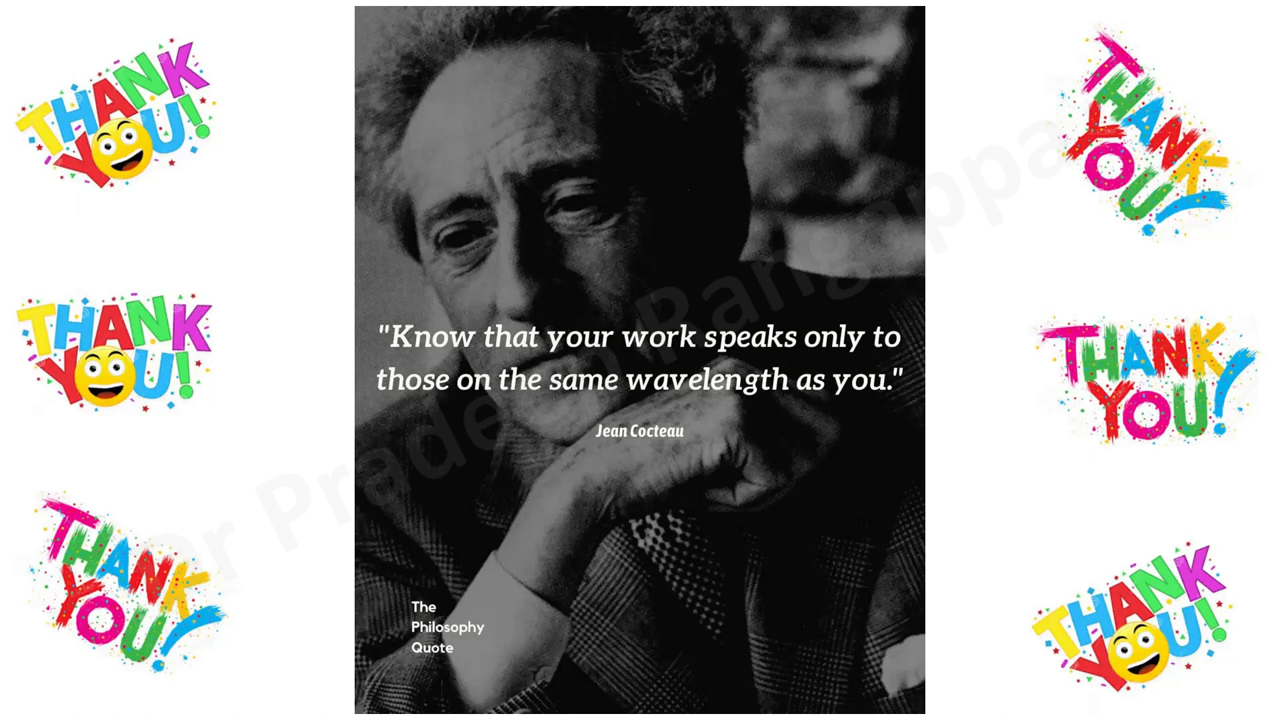 THANK
YOU!
THANK
YOU!
THANK
YOU!
"Know that your work speaks only to
those on the same wavelength as you."
Jean Cocteau
The
Philosophy
Quote
THANK
YOU!
THANK
YOU!
THANK
YOU!